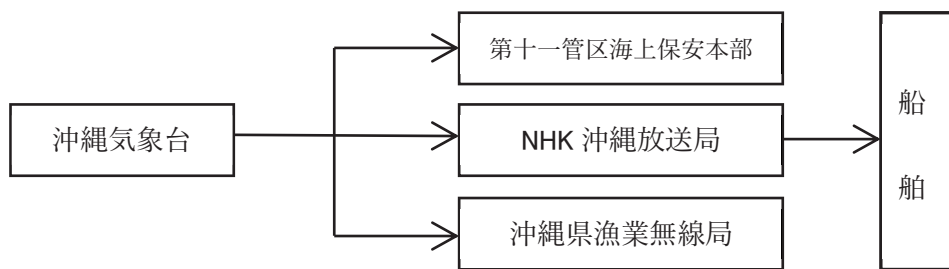 第十一管区海上保安本部
沖縄気象台
NHK 沖縄放送局
沖縄県漁業無線局
船舶